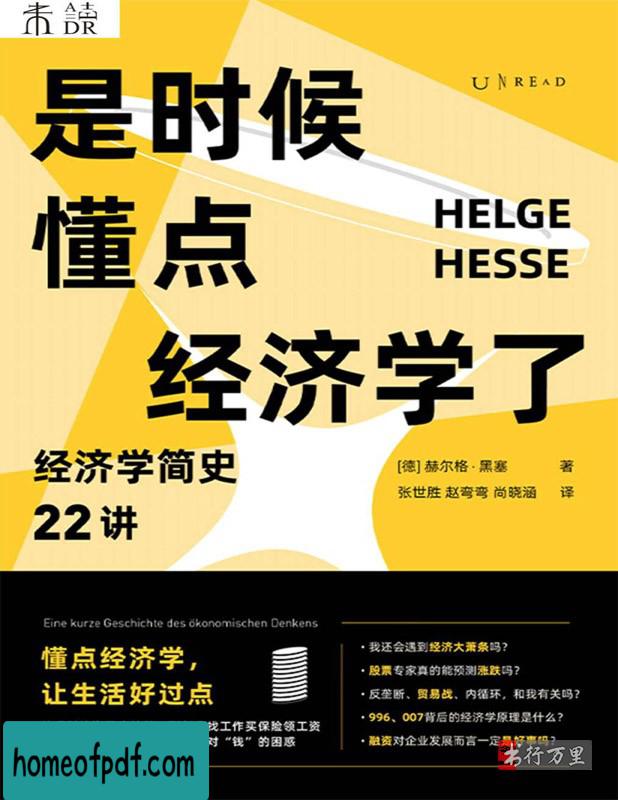 未
讀
UNREAD
是时候
懂点
HELGE
HESSE
经济学了
经济学简史
22讲
[德] 赫尔格·黑塞 著
张世胜 赵弯弯 尚晓涵 译
Eine kurze Geschichte des ökonomischen Denkens
懂点经济学，
让生活好过点
找工作买保险领工资
对“钱”的困惑
· 我还会遇到经济大萧条吗？
· 股票专家真的能预测涨跌吗？
· 反垄断、贸易战、内循环，和我有关吗？
· 996、007背后的经济学原理是什么？
· 融资对企业发展而言一定是好事吗？
书行万里
homeofpdf.com